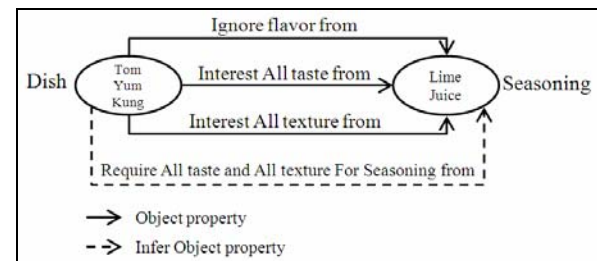 Ignore flavor from
Dish
Tom
Yum
Kung
Interest All taste from
Lime
Juice
Seasoning
Interest All texture from
Require All taste and All texture For Seasoning from
Object property
Infer Object property